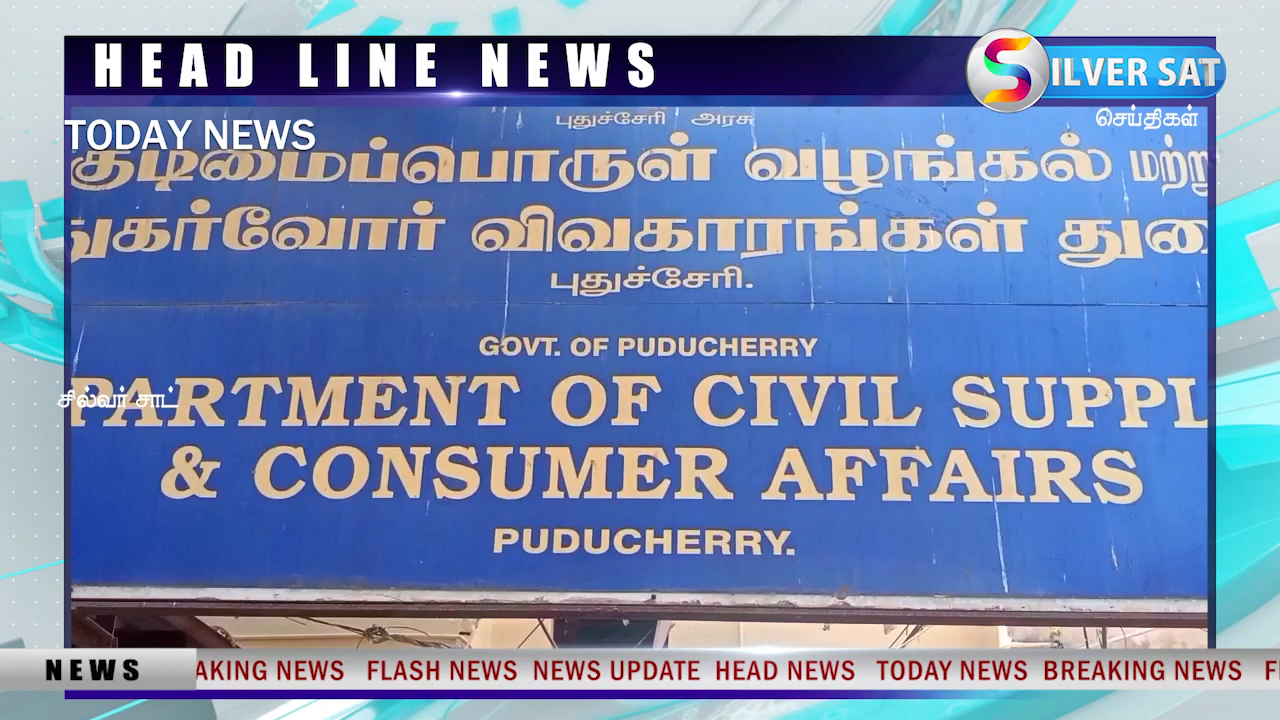 HEAD LINE NEWS
SILVER SAT
செய்திகள்
TODAY NEWS
புதுச்சேரி அரசு
குடிமைப்பொருள் வழங்கல் மற்று
நுகர்வோர் விவகாரங்கள் து
புதுச்சேரி.
GOVT. OF PUDUCHERRY
சில்வர் சாட்
PARTMENT OF CIVIL SUPPL
& CONSUMER AFFAIRS
PUDUCHERRY.
NEWS
AKING NEWS FLASH NEWS NEWS UPDATE HEAD NEWS TODAY NEWS BREAKING NEWS F